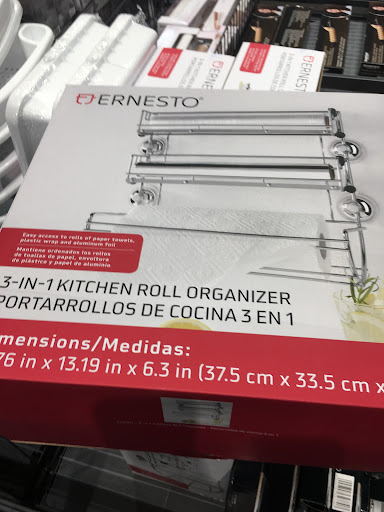 ERNESTO®
Easy access to rolls of paper towels,
plastic wrap and aluminum foil
Mantiene ordenados los rollos
de toallas de papel, envoltura
de plástico y papel de aluminio
3-IN-1 KITCHEN ROLL ORGANIZER
PORTARROLLOS DE COCINA 3 EN 1
mensions/Medidas:
76 in x 13.19 in x 6.3 in (37.5 cm x 33.5 cm x
ERNESTO
ERNESTO